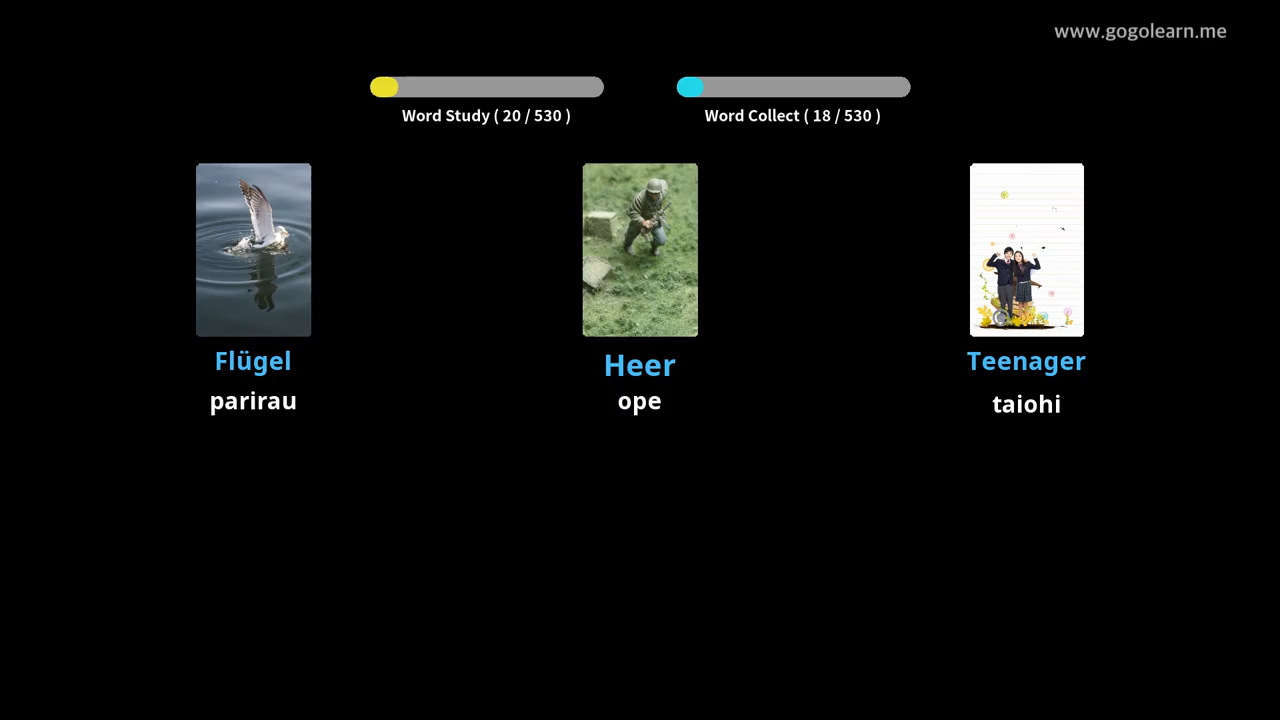 www.gogolearn.me
Word Study ( 20 / 530 )
Word Collect ( 18 / 530 )
Flügel
parirau
Heer
ope
Teenager
taiohi